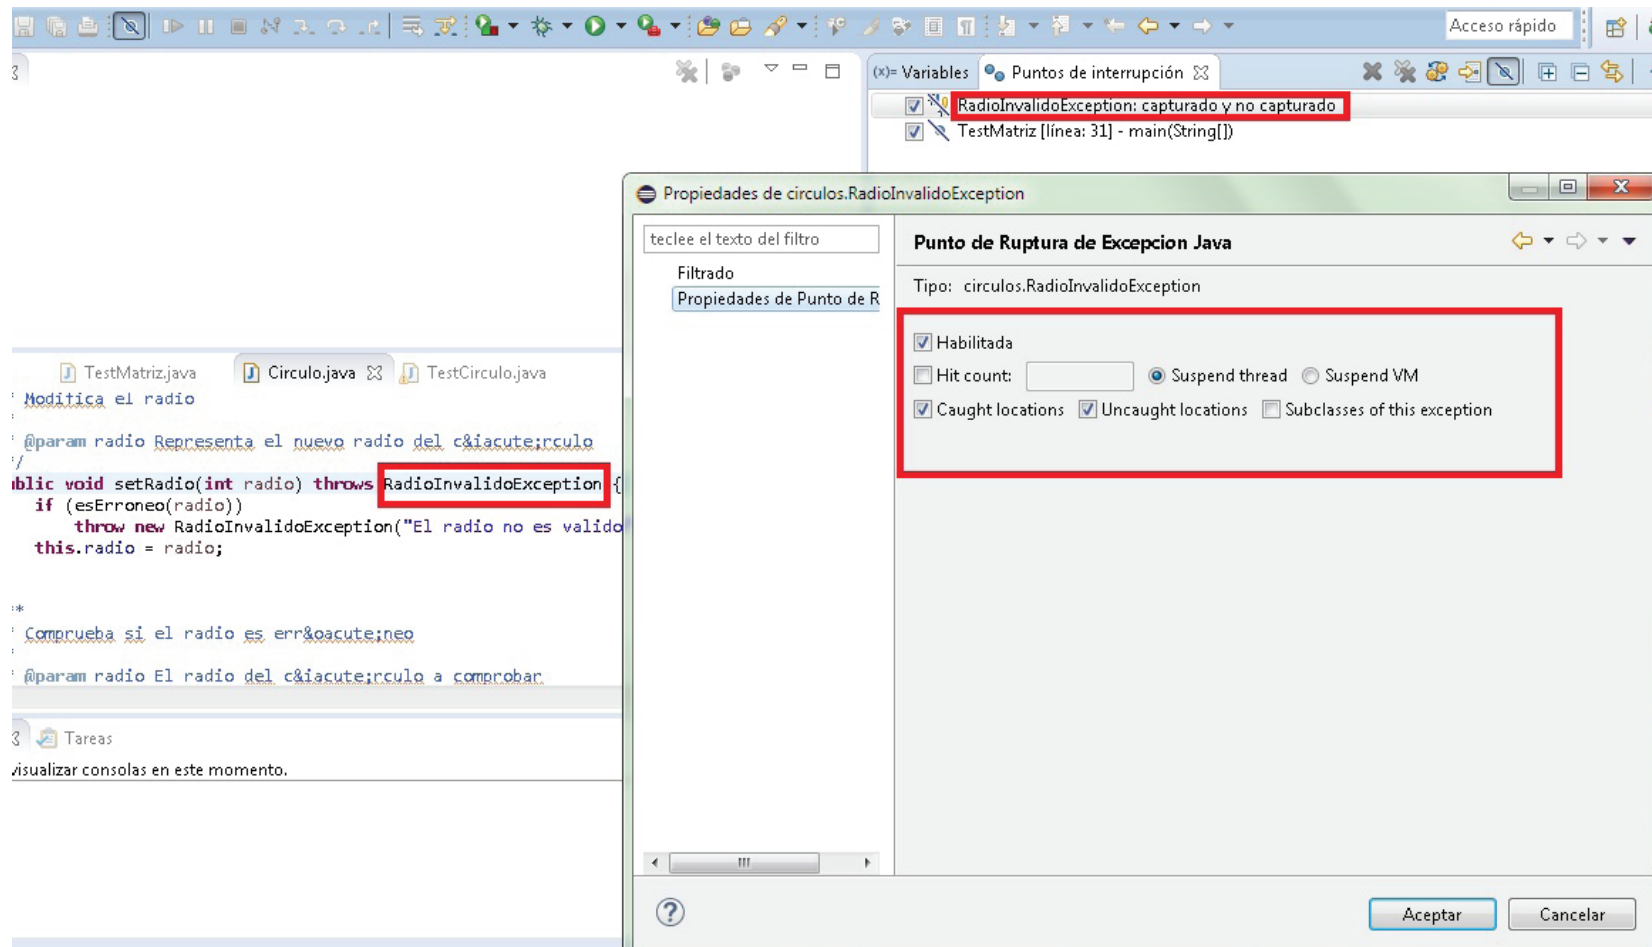 Acceso rápido
(x)= Variables
Puntos de interrupción
RadioInvalidoException: capturado y no capturado
TestMatriz [línea: 31] - main(String[])
Propiedades de circulos.RadioInvalidoException
teclee el texto del filtro
Filtrado
Propiedades de Punto de R
Punto de Ruptura de Excepcion Java
Tipo: circulos.RadioInvalidoException
Habilitada
Hit count:
Suspend thread
Suspend VM
Caught locations
Uncaught locations
Subclasses of this exception
TestMatriz.java
Circulo.java
TestCirculo.java
* Modifica el radio
*
* @param radio Representa el nuevo radio del c&iacute;rculo
*/
ublic void setRadio(int radio) throws RadioInvalidoException {
if (esErroneo(radio))
throw new RadioInvalidoException("El radio no es valido
this.radio = radio;
**
* Comprueba si el radio es err&oacute;neo
*
* @param radio El radio del c&iacute;rculo a comprobar
Tareas
visualizar consolas en este momento.
Aceptar
Cancelar